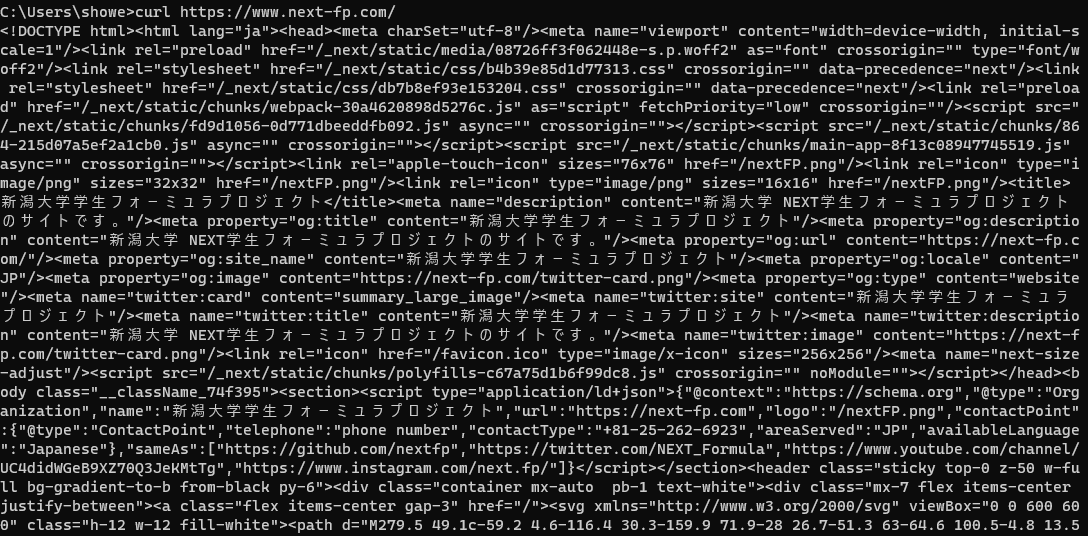 C:\Users\showe>curl https://www.next-fp.com/
<!DOCTYPE html><html lang="ja"><head><meta charSet="utf-8"/><meta name="viewport" content="width=device-width, initial-s
cale=1"/><link rel="preload" href="/_next/static/media/08726ff3f062448e-s.p.woff2" as="font" crossorigin="" type="font/w
off2"/><link rel="stylesheet" href="/_next/static/css/b4b39e85d1d77313.css" crossorigin="" data-precedence="next"/><link
 rel="stylesheet" href="/_next/static/css/db7b8ef93e153204.css" crossorigin="" data-precedence="next"/><link rel="preloa
d" href="/_next/static/chunks/webpack-30a4620898d5276c.js" as="script" fetchPriority="low" crossorigin=""/><script src="
/_next/static/chunks/fd9d1056-0d771dbeeddfb092.js" async="" crossorigin=""></script><script src="/_next/static/chunks/86
4-215d07a5ef2a1cb0.js" async="" crossorigin=""></script><script src="/_next/static/chunks/main-app-8f13c08947745519.js"
async="" crossorigin=""></script><link rel="apple-touch-icon" sizes="76x76" href="/nextFP.png"/><link rel="icon" type="i
mage/png" sizes="32x32" href="/nextFP.png"/><link rel="icon" type="image/png" sizes="16x16" href="/nextFP.png"/><title>
新潟大学学生フォーミュラプロジェクト</title><meta name="description" content="新潟大学 NEXT学生フォーミュラプロジェクト
のサイトです。"/><meta property="og:title" content="新潟大学学生フォーミュラプロジェクト"/><meta property="og:descriptio
n" content="新潟大学 NEXT学生フォーミュラプロジェクトのサイトです。"/><meta property="og:url" content="https://next-fp.c
om/"/><meta property="og:site_name" content="新潟大学学生フォーミュラプロジェクト"/><meta property="og:locale" content="
JP"/><meta property="og:image" content="https://next-fp.com/twitter-card.png"/><meta property="og:type" content="website
"/><meta name="twitter:card" content="summary_large_image"/><meta name="twitter:site" content="新潟大学学生フォーミュラ
プロジェクト"/><meta name="twitter:title" content="新潟大学学生フォーミュラプロジェクト"/><meta name="twitter:descriptio
n" content="新潟大学 NEXT学生フォーミュラプロジェクトのサイトです。"/><meta name="twitter:image" content="https://next-f
p.com/twitter-card.png"/><link rel="icon" href="/favicon.ico" type="image/x-icon" sizes="256x256"/><meta name="next-size
-adjust"/><script src="/_next/static/chunks/polyfills-c67a75d1b6f99dc8.js" crossorigin="" noModule=""></script></head><b
ody class="__className_74f395"><section><script type="application/ld+json">{"@context":"https://schema.org","@type":"Org
anization","name":"新潟大学学生フォーミュラプロジェクト","url":"https://next-fp.com","logo":"/nextFP.png","contactPoint"
:{"@type":"ContactPoint","telephone":"phone number","contactType":"+81-25-262-6923","areaServed":"JP","availableLanguage
":"Japanese"},"sameAs":["https://github.com/nextfp","https://twitter.com/NEXT_Formula","https://www.youtube.com/channel/
UC4didWGeB9XZ70Q3JeKMtTg","https://www.instagram.com/next.fp/"]}</script></section><header class="sticky top-0 z-50 w-fu
ll bg-gradient-to-b from-black py-6"><div class="container mx-auto  pb-1 text-white"><div class="mx-7 flex items-center
justify-between"><a class="flex items-center gap-3" href="/"><svg xmlns="http://www.w3.org/2000/svg" viewBox="0 0 600 60
0" class="h-12 w-12 fill-white"><path d="M279.5 49.1c-59.2 4.6-116.4 30.3-159.9 71.9-28 26.7-51.3 63-64.6 100.5-4.8 13.5